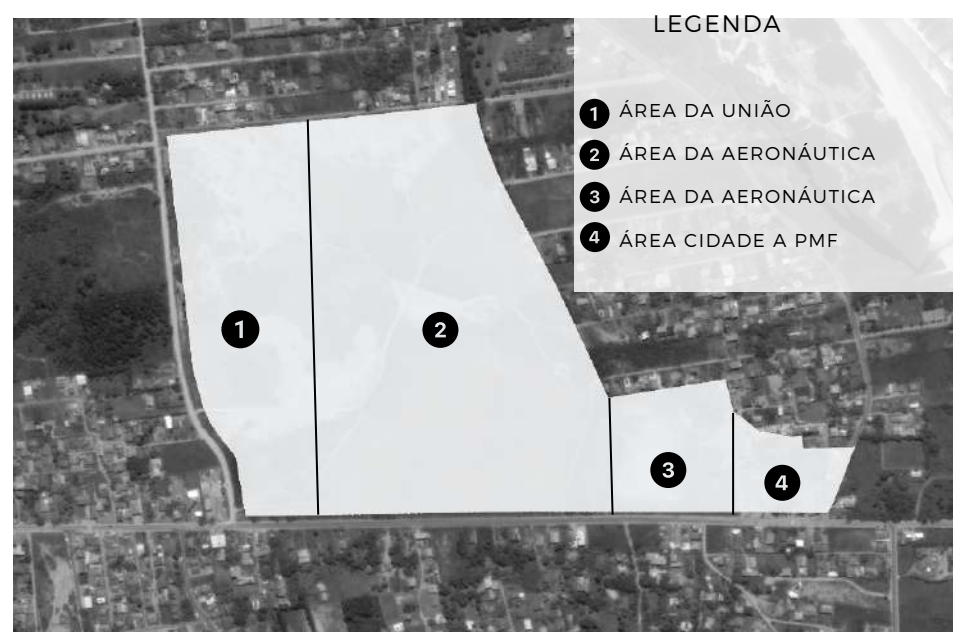 LEGENDA
1 ÁREA DA UNIÃO
2 ÁREA DA AERONÁUTICA
3 ÁREA DA AERONÁUTICA
4 ÁREA CIDADE A PMF
1
2
3
4